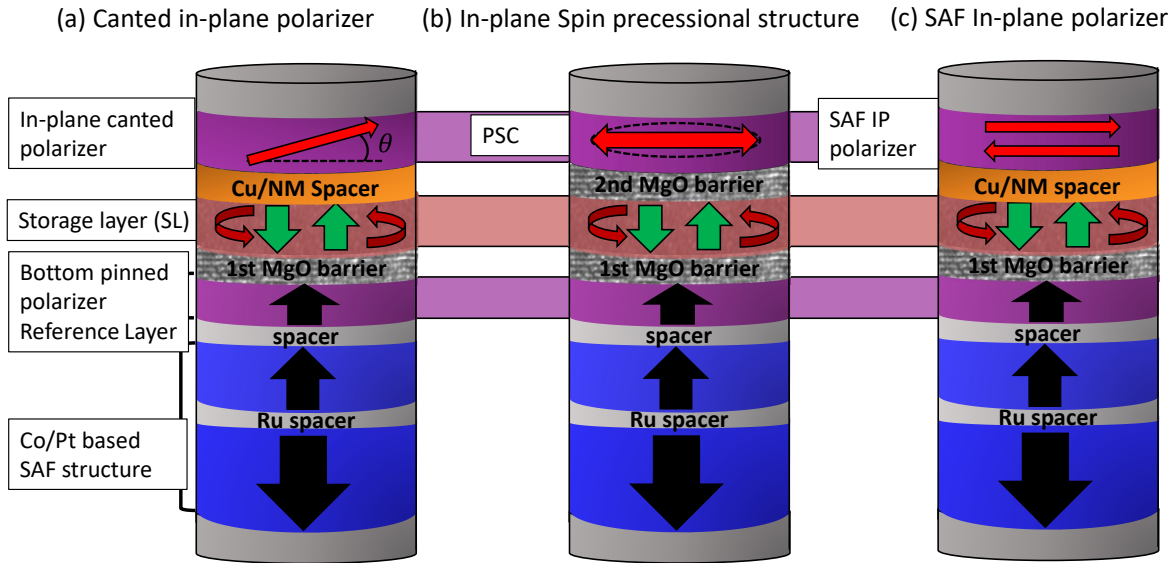 (a) Canted in-plane polarizer
(b) In-plane Spin precessional structure
(c) SAF In-plane polarizer
In-plane canted
polarizer
θ
Cu/NM Spacer
Storage layer (SL)
1st MgO barrier
Bottom pinned
polarizer
Reference Layer
spacer
Ru spacer
Co/Pt based
SAF structure
PSC
2nd MgO barrier
1st MgO barrier
spacer
Ru spacer
SAF IP
polarizer
Cu/NM spacer
1st MgO barrier
spacer
Ru spacer